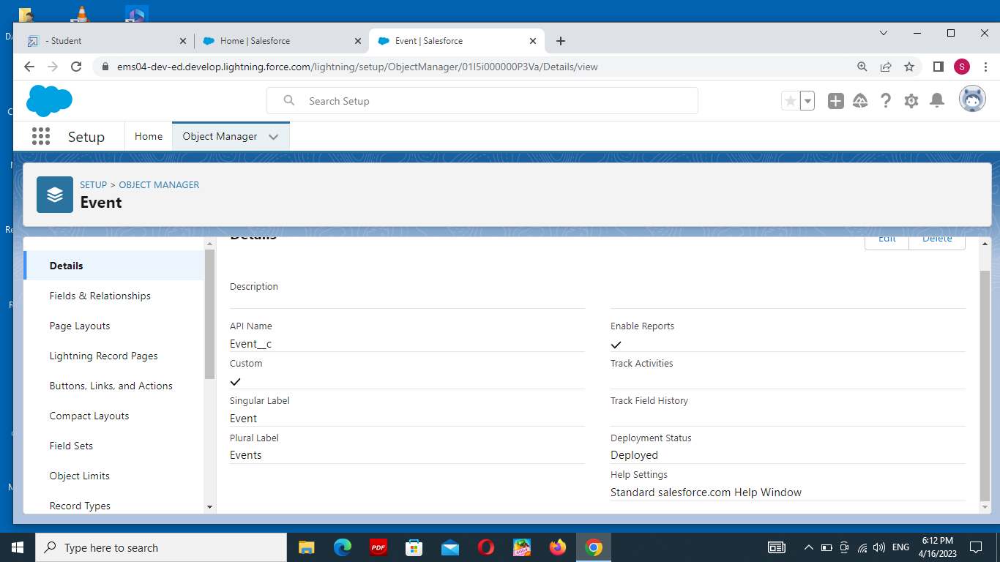 - Student
Home | Salesforce
Event | Salesforce
ems04-dev-ed.develop.lightning.force.com/lightning/setup/ObjectManager/01I5i000000P3Va/Details/view
S
Search Setup
Setup
Home
Object Manager
SETUP > OBJECT MANAGER
Event
Details
Fields & Relationships
Page Layouts
Lightning Record Pages
Buttons, Links, and Actions
Compact Layouts
Field Sets
Object Limits
Record Types
Details
Edit
Delete
Description
API Name
Event__c
Custom
Singular Label
Event
Plural Label
Events
Enable Reports
Track Activities
Track Field History
Deployment Status
Deployed
Help Settings
Standard salesforce.com Help Window
Type here to search
PDF
ENG
6:12 PM
4/16/2023